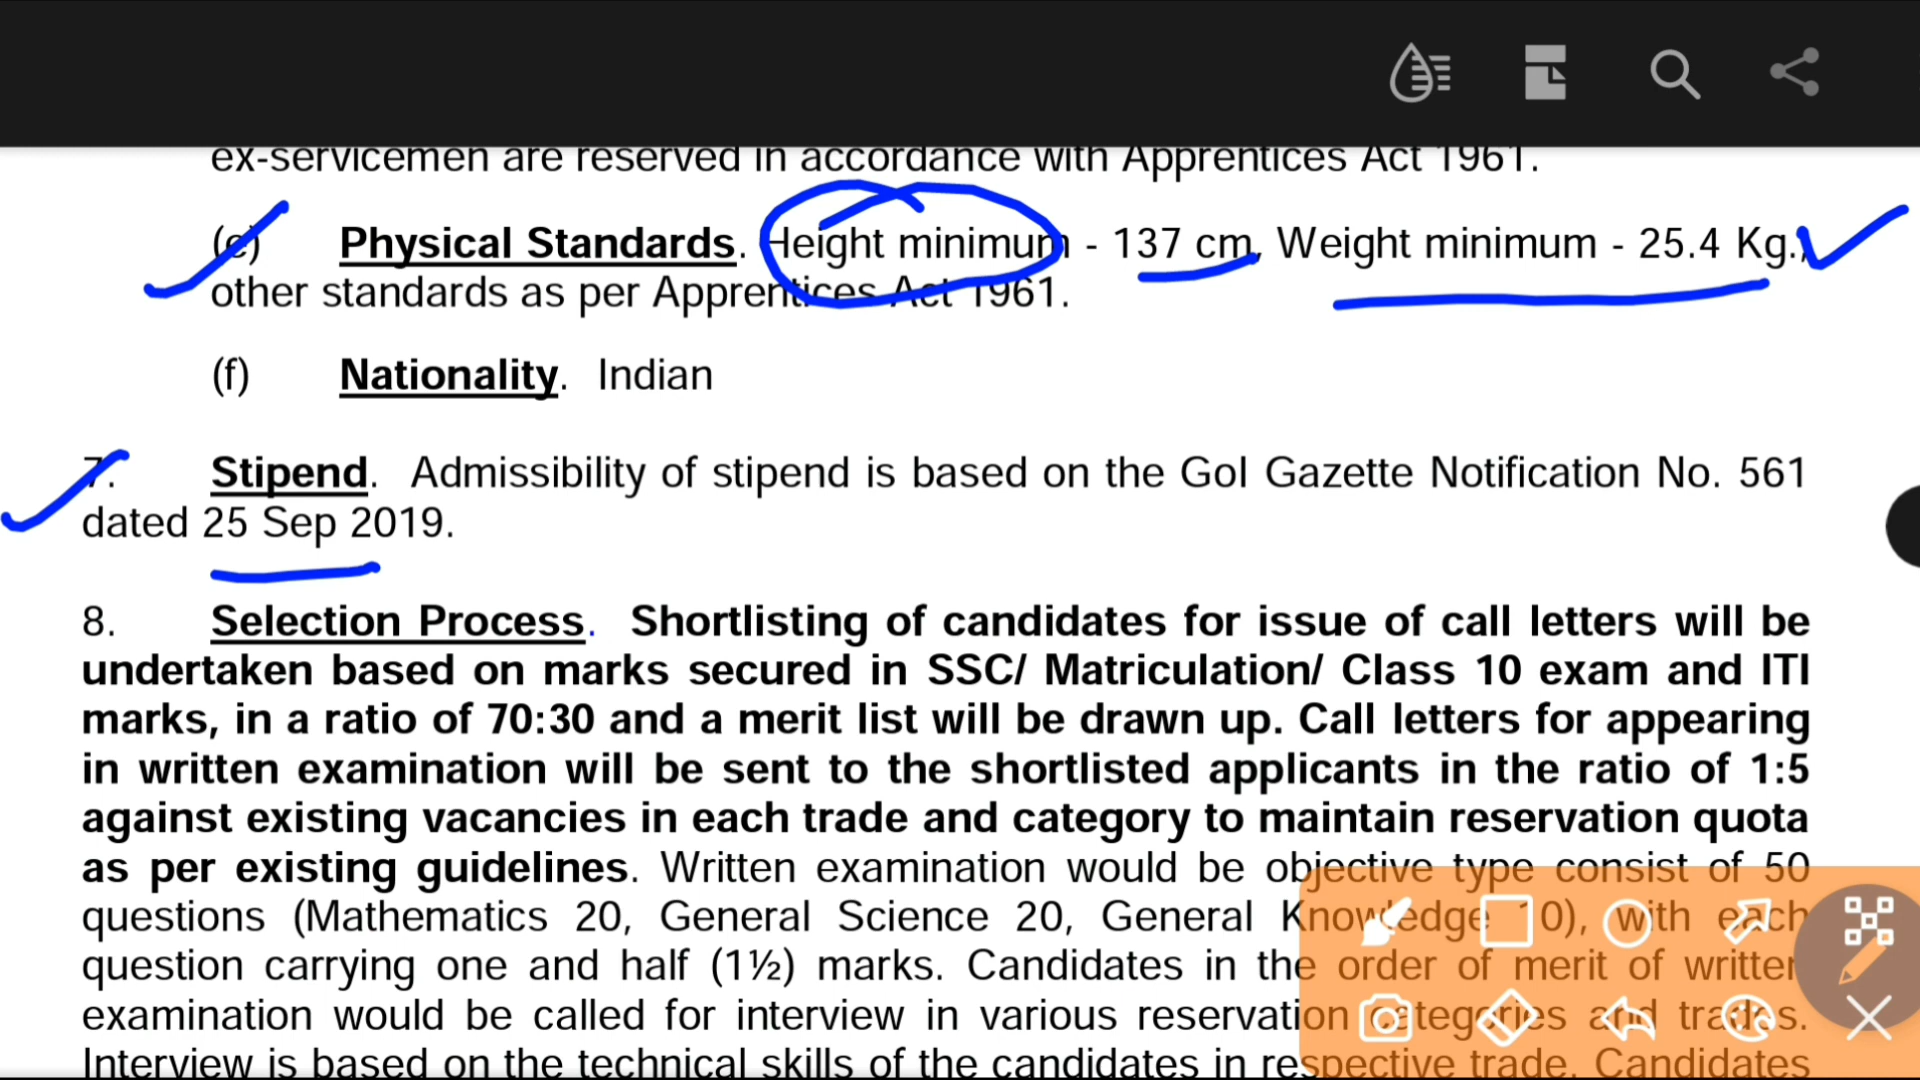 ex-servicemen are reserved in accordance with Apprentices Act 1961.
(e) Physical Standards. Height minimum - 137 cm, Weight minimum - 25.4 Kg.,
other standards as per Apprentices Act 1961.
(f) Nationality. Indian
7. Stipend. Admissibility of stipend is based on the GoI Gazette Notification No. 561
dated 25 Sep 2019.
8. Selection Process. Shortlisting of candidates for issue of call letters will be
undertaken based on marks secured in SSC/ Matriculation/ Class 10 exam and ITI
marks, in a ratio of 70:30 and a merit list will be drawn up. Call letters for appearing
in written examination will be sent to the shortlisted applicants in the ratio of 1:5
against existing vacancies in each trade and category to maintain reservation quota
as per existing guidelines. Written examination would be objective type consist of 50
questions (Mathematics 20, General Science 20, General Knowledge 10), with each
question carrying one and half (1½) marks. Candidates in the order of merit of written
examination would be called for interview in various reservation categories and trades.
Interview is based on the technical skills of the candidates in respective trade. Candidates